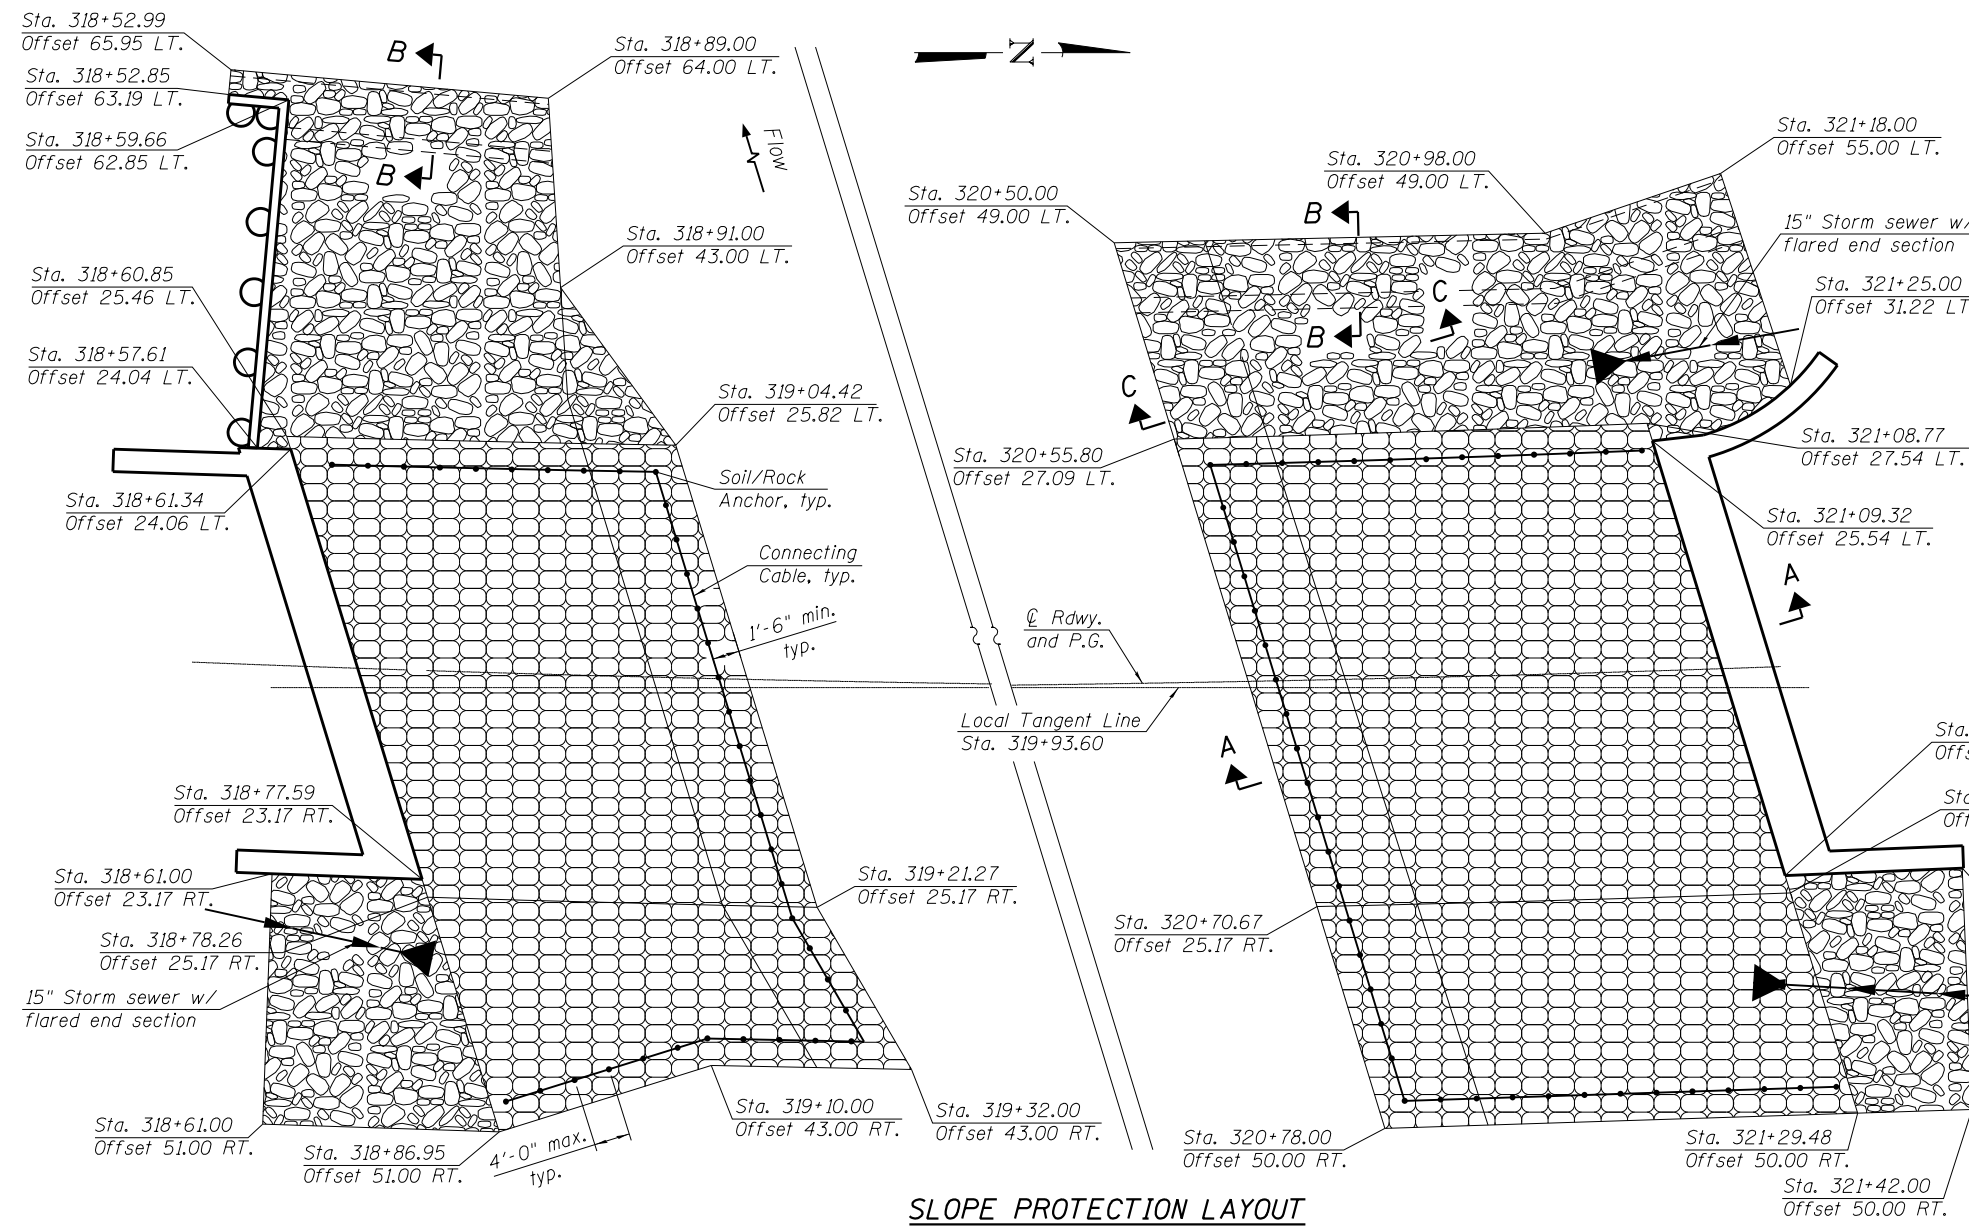 Sta. 318+52.99
Offset 65.95 LT.
Sta. 318+52.85
Offset 63.19 LT.
Sta. 318+59.66
Offset 62.85 LT.
Sta. 318+60.85
Offset 25.46 LT.
Sta. 318+57.61
Offset 24.04 LT.
Sta. 318+61.34
Offset 24.06 LT.
Sta. 318+77.59
Offset 23.17 RT.
Sta. 318+61.00
Offset 23.17 RT.
Sta. 318+78.26
Offset 25.17 RT.
15" Storm sewer w/
flared end section
Sta. 318+61.00
Offset 51.00 RT.
Sta. 318+86.95
Offset 51.00 RT.
B
B
Sta. 318+89.00
Offset 64.00 LT.
Flow
N
Sta. 318+91.00
Offset 43.00 LT.
Sta. 319+04.42
Offset 25.82 LT.
Soil/Rock
Anchor, typ.
Connecting
Cable, typ.
1'-6" min.
typ.
Sta. 319+21.27
Offset 25.17 RT.
Sta. 319+10.00
Offset 43.00 RT.
Sta. 319+32.00
Offset 43.00 RT.
4'-0" max.
typ.
℄ Rdwy.
and P.G.
Local Tangent Line
Sta. 319+93.60
Sta. 320+50.00
Offset 49.00 LT.
Sta. 320+98.00
Offset 49.00 LT.
Sta. 321+18.00
Offset 55.00 LT.
15" Storm sewer w/
flared end section
Sta. 321+25.00
Offset 31.22 LT
B
B
C
C
Sta. 320+55.80
Offset 27.09 LT.
Sta. 321+08.77
Offset 27.54 LT.
Sta. 321+09.32
Offset 25.54 LT.
A
A
Sta.
Offs
Sta
Off
Sta. 320+70.67
Offset 25.17 RT.
Sta. 320+78.00
Offset 50.00 RT.
Sta. 321+29.48
Offset 50.00 RT.
Sta. 321+42.00
Offset 50.00 RT.
SLOPE PROTECTION LAYOUT